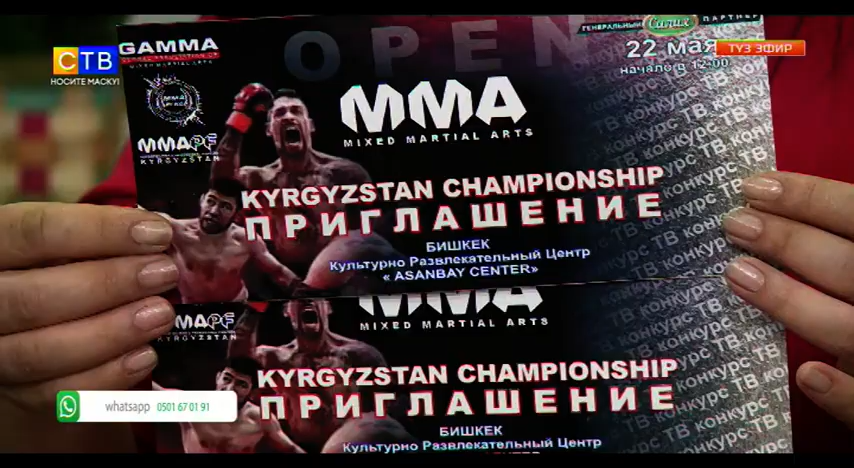 СТВ
НОСИТЕ МАСКУ!
ТҮЗ ЭФИР
GAMMA
OPEN
ГЕНЕРАЛЬНЫЙ ПАРТНЕР
22 мая
начало в 12:00
MMAPF
KYRGYZSTAN
MMA
MIXED MARTIAL ARTS
KYRGYZSTAN CHAMPIONSHIP
ПРИГЛАШЕНИЕ
БИШКЕК
Культурно Развлекательный Центр
« ASANBAY CENTER»
ТВ конкурс ТВ конкурс
MMA
MIXED MARTIAL ARTS
MMAPF
KYRGYZSTAN
KYRGYZSTAN CHAMPIONSHIP
ПРИГЛАШЕНИЕ
БИШКЕК
Культурно Развлекательный Центр
whatsapp 0501 67 01 91